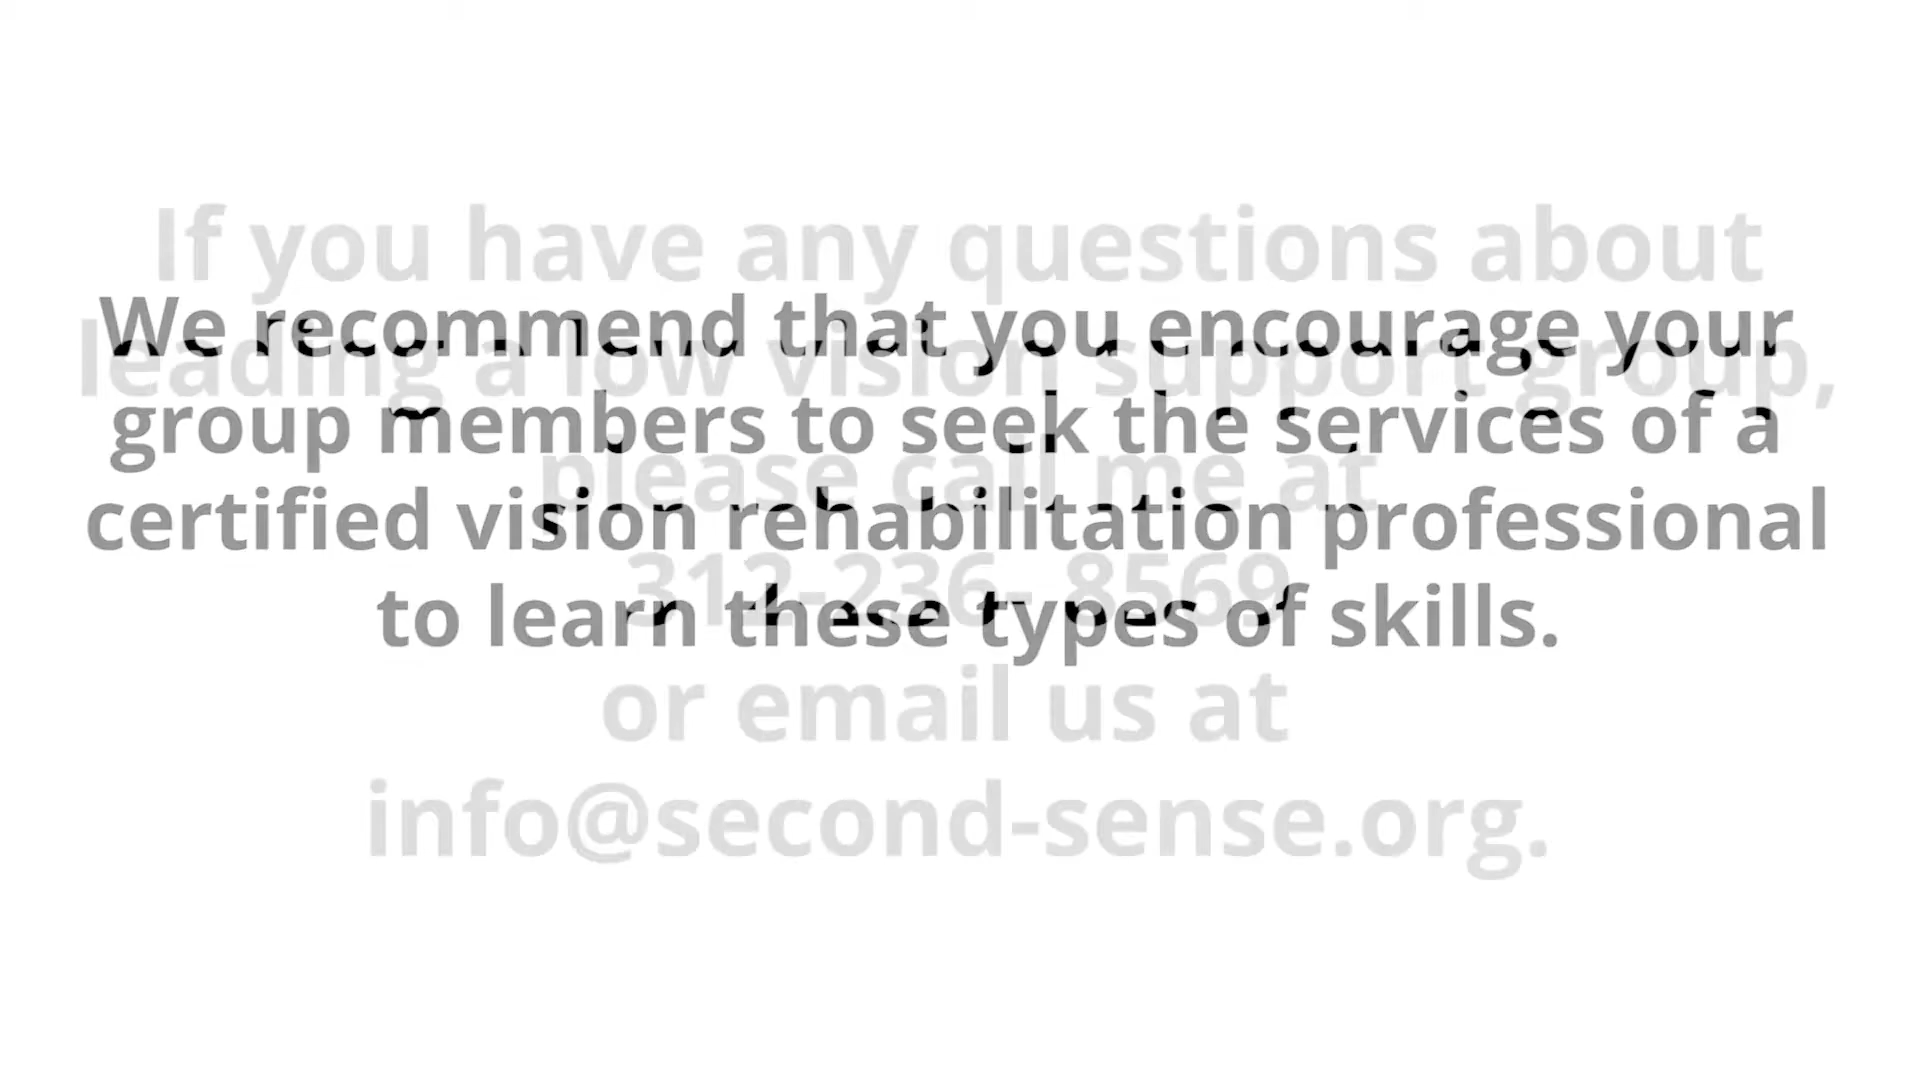 If you have any questions about
leading a low vision support group,
please call me at
312-236- 8569
or email us at
info@second-sense.org.
We recommend that you encourage your
group members to seek the services of a
certified vision rehabilitation professional
to learn these types of skills.